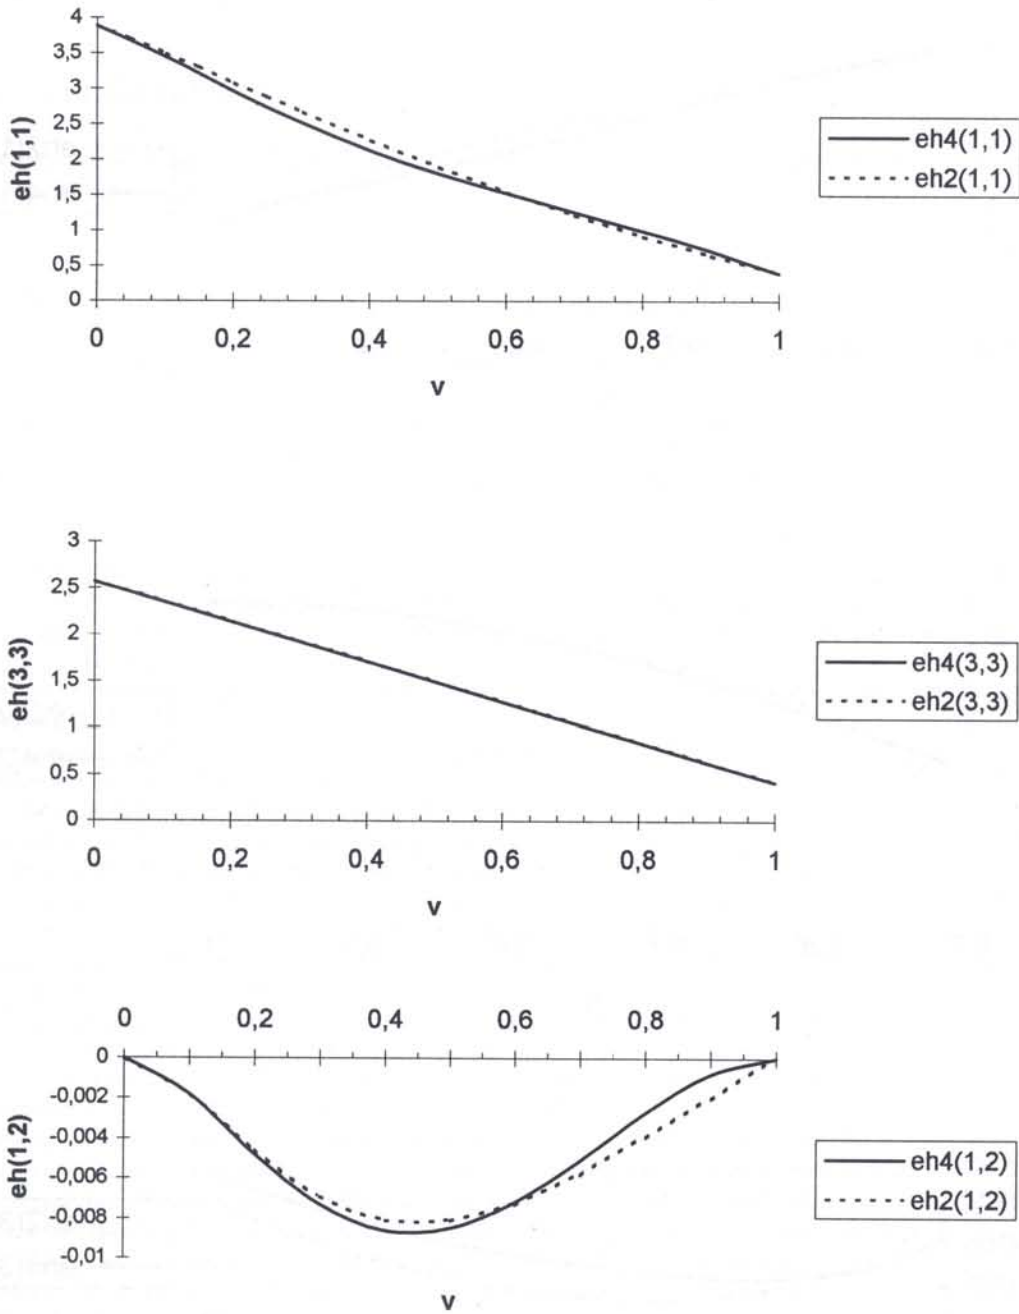 4
3,5
3
2,5
2
1,5
1
0,5
0
eh(1,1)
0 0,2 0,4 0,6 0,8 1
v
eh4(1,1)
eh2(1,1)
3
2,5
2
1,5
1
0,5
0
eh(3,3)
0 0,2 0,4 0,6 0,8 1
v
eh4(3,3)
eh2(3,3)
0 0,2 0,4 0,6 0,8 1
0
-0,002
-0,004
-0,006
-0,008
-0,01
eh(1,2)
v
eh4(1,2)
eh2(1,2)